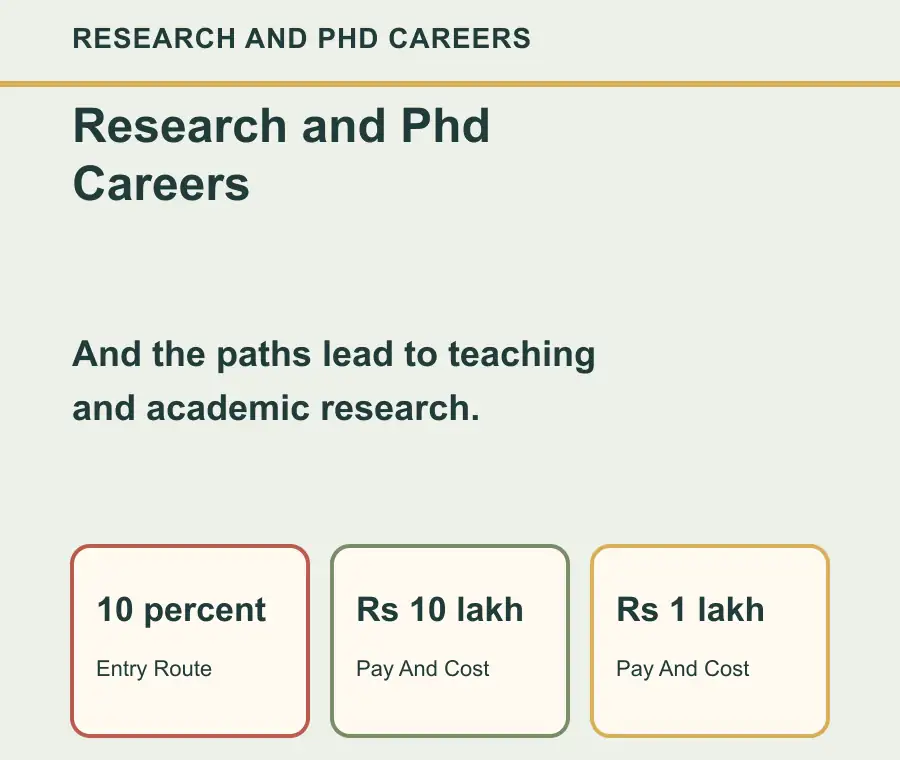 RESEARCH AND PHD CAREERS
Research and Phd
Careers
And the paths lead to teaching
and academic research.
10 percent
Entry Route
Rs 10 lakh
Pay And Cost
Rs 1 lakh
Pay And Cost